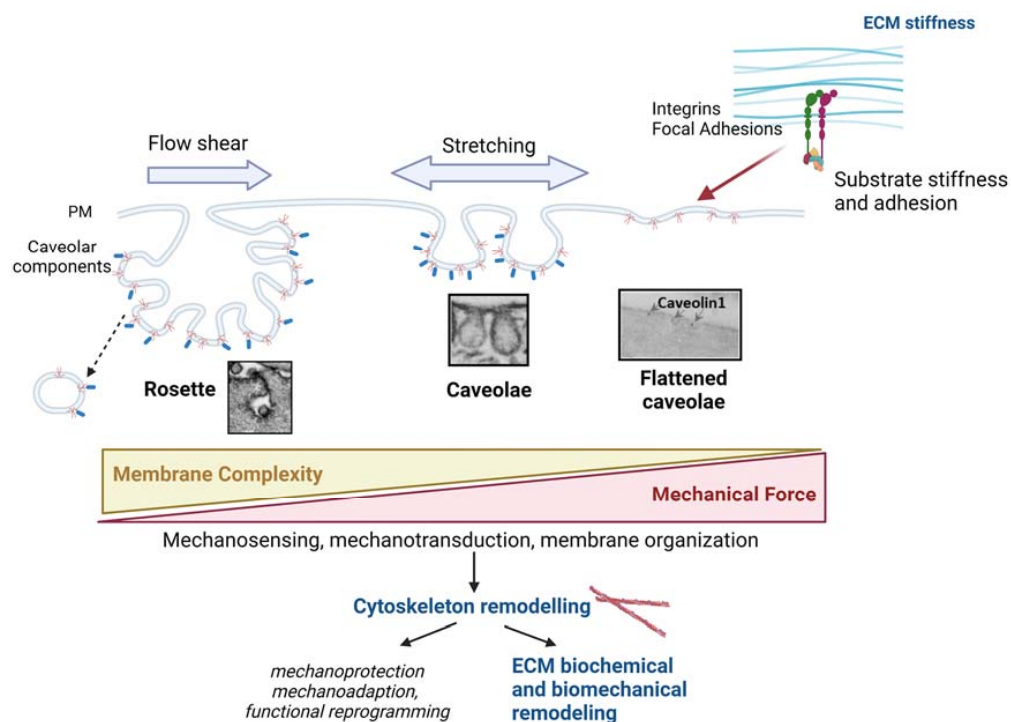 ECM stiffness
Integrins
Focal Adhesions
Flow shear
Stretching
Substrate stiffness
and adhesion
PM
Caveolar
components
Caveolin1
Rosette
Caveolae
Flattened
caveolae
Membrane Complexity
Mechanical Force
Mechanosensing, mechanotransduction, membrane organization
Cytoskeleton remodelling
mechanoprotection
mechanoadaption,
functional reprogramming
ECM biochemical
and biomechanical
remodeling